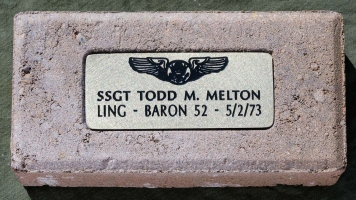 SSGT TODD M. MELTON
LING - BARON 52 - 5/2/73